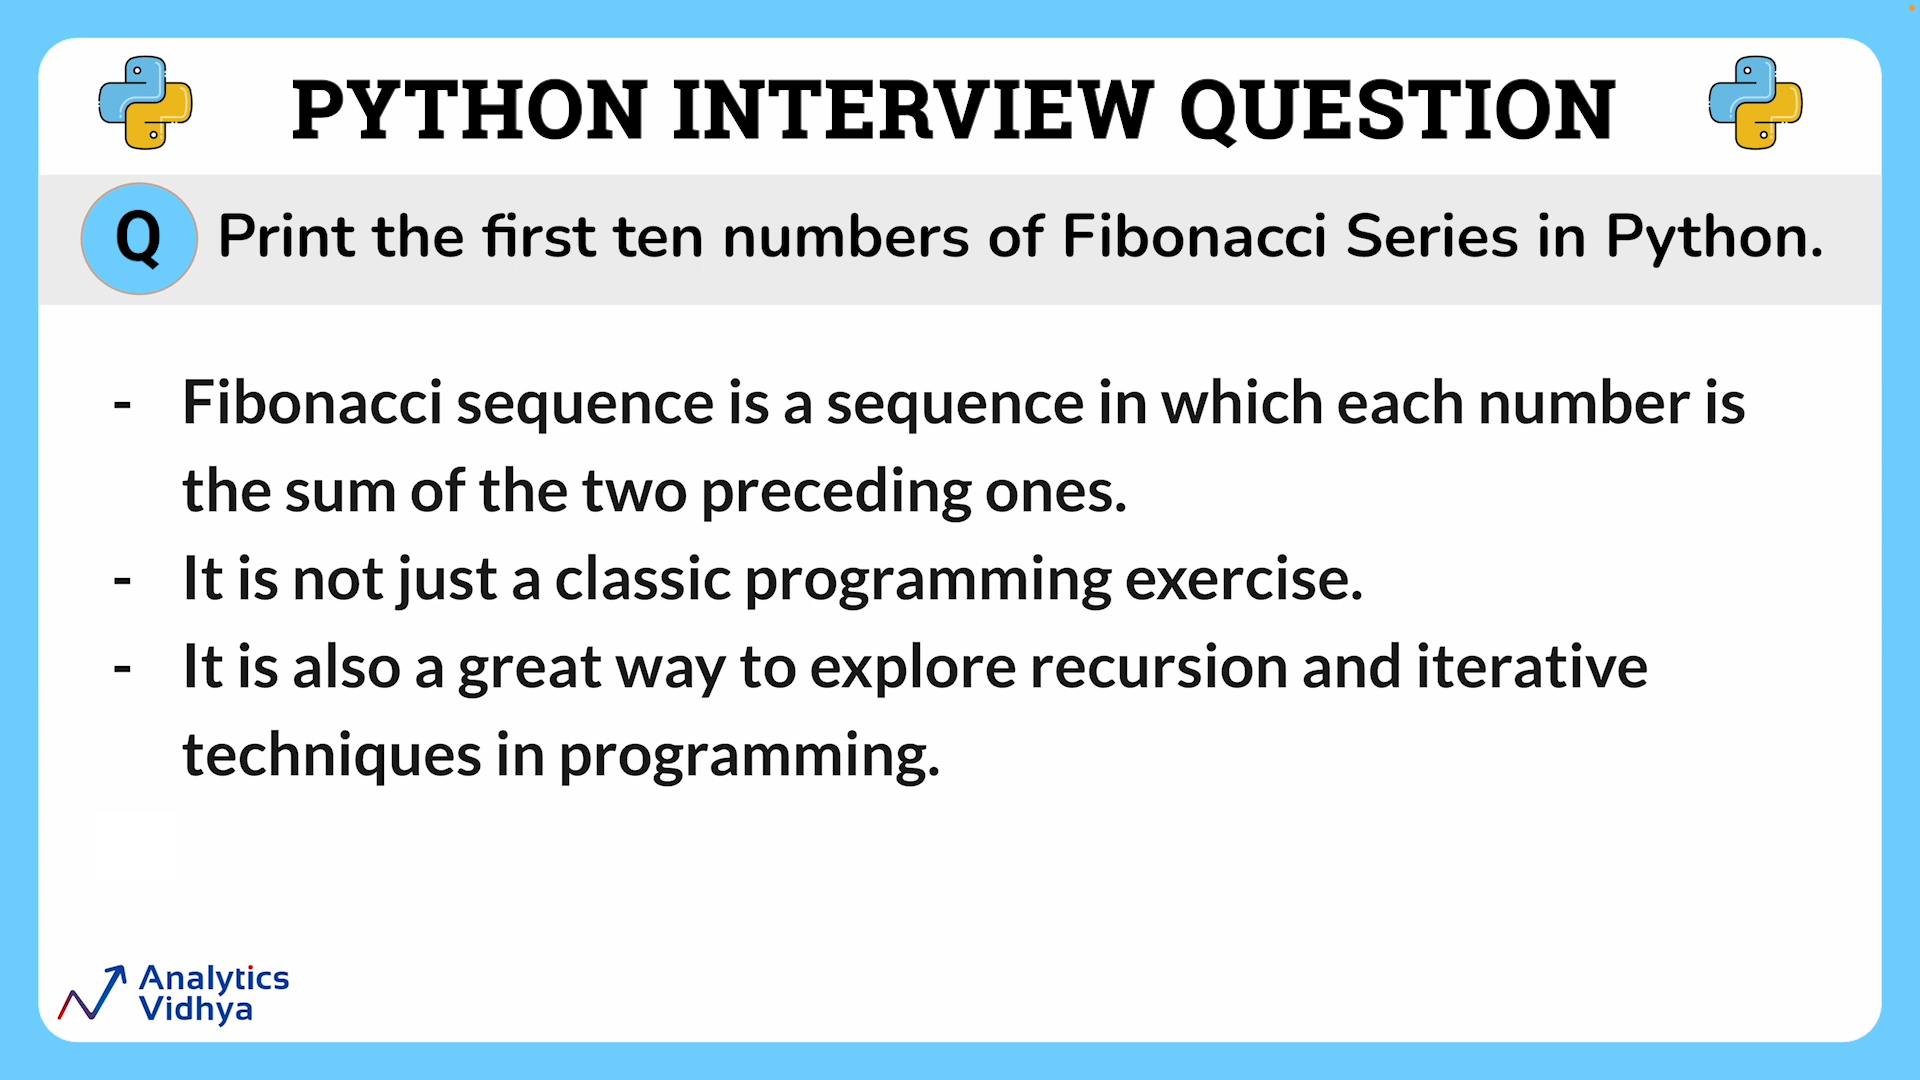 PYTHON INTERVIEW QUESTION
Q Print the first ten numbers of Fibonacci Series in Python.
- Fibonacci sequence is a sequence in which each number is
the sum of the two preceding ones.
- It is not just a classic programming exercise.
- It is also a great way to explore recursion and iterative
techniques in programming.
Analytics
Vidhya